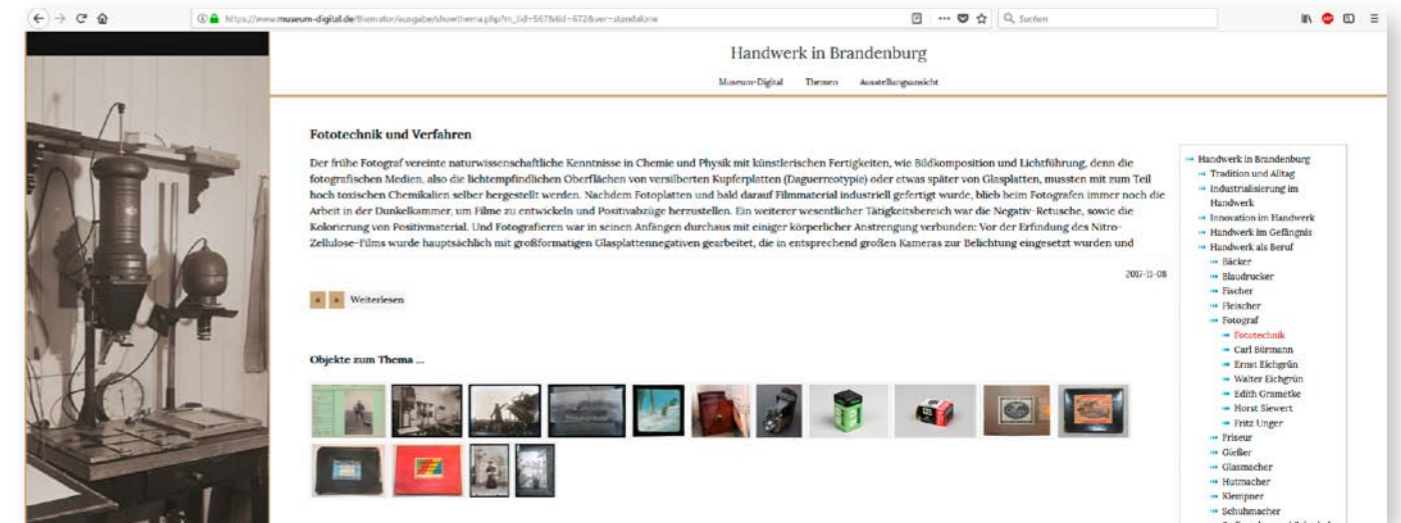 https://www.museum-digital.de/themator/ausgabe/showthema.php?m_tid=567&tid=672&ver=standalone
Suchen
Handwerk in Brandenburg
Museum-Digital Themen Ausstellungsansicht
Fototechnik und Verfahren
Der frühe Fotograf vereinte naturwissenschaftliche Kenntnisse in Chemie und Physik mit künstlerischen Fertigkeiten, wie Bildkomposition und Lichtführung, denn die
fotografischen Medien, also die lichtempfindlichen Oberflächen von versilberten Kupferplatten (Daguerreotypie) oder etwas später von Glasplatten, mussten mit zum Teil
hoch toxischen Chemikalien selber hergestellt werden. Nachdem Fotoplatten und bald darauf Filmmaterial industriell gefertigt wurde, blieb beim Fotografen immer noch die
Arbeit in der Dunkelkammer, um Filme zu entwickeln und Positivabzüge herzustellen. Ein weiterer wesentlicher Tätigkeitsbereich war die Negativ-Retusche, sowie die
Kolorierung von Positivmaterial. Und Fotografieren war in seinen Anfängen durchaus mit einiger körperlicher Anstrengung verbunden: Vor der Erfindung des Nitro-
Zellulose-Films wurde hauptsächlich mit großformatigen Glasplattennegativen gearbeitet, die in entsprechend großen Kameras zur Belichtung eingesetzt wurden und
2017-11-08
Weiterlesen
Objekte zum Thema ...
Handwerk in Brandenburg
Tradition und Alltag
Industrialisierung im
Handwerk
Innovation im Handwerk
Handwerk im Gefängnis
Handwerk als Beruf
Bäcker
Blaudrucker
Fischer
Fleischer
Fotograf
Fototechnik
Carl Bürmann
Ernst Eichgrün
Walter Eichgrün
Edith Grametke
Horst Siewert
Fritz Unger
Friseur
Gießer
Glasmacher
Hutmacher
Klempner
Schuhmacher